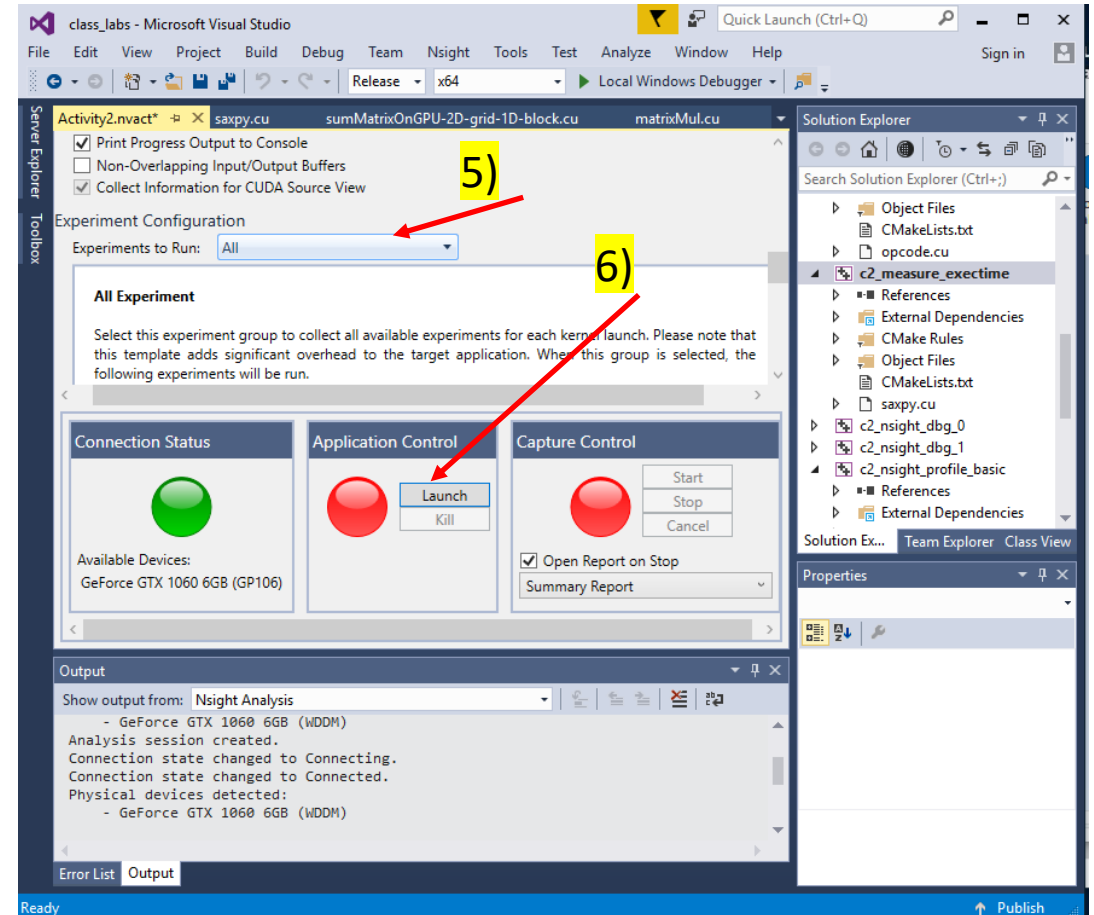 class_labs - Microsoft Visual Studio
Quick Launch (Ctrl+Q)
File Edit View Project Build Debug Team Nsight Tools Test Analyze Window Help
Sign in
Release x64 Local Windows Debugger
Server Explorer
Toolbox
Activity2.nvact* saxpy.cu sumMatrixOnGPU-2D-grid-1D-block.cu matrixMul.cu
Print Progress Output to Console
Non-Overlapping Input/Output Buffers
Collect Information for CUDA Source View
5)
Experiment Configuration
Experiments to Run: All
6)
All Experiment
Select this experiment group to collect all available experiments for each kernel launch. Please note that
this template adds significant overhead to the target application. When this group is selected, the
following experiments will be run.
Connection Status
Available Devices:
GeForce GTX 1060 6GB (GP106)
Application Control
Launch
Kill
Capture Control
Start
Stop
Cancel
Open Report on Stop
Summary Report
Output
Show output from: Nsight Analysis
- GeForce GTX 1060 6GB (WDDM)
Analysis session created.
Connection state changed to Connecting.
Connection state changed to Connected.
Physical devices detected:
- GeForce GTX 1060 6GB (WDDM)
Error List Output
Solution Explorer
Search Solution Explorer (Ctrl+;)
Object Files
CMakeLists.txt
opcode.cu
c2_measure_exectime
References
External Dependencies
CMake Rules
Object Files
CMakeLists.txt
saxpy.cu
c2_nsight_dbg_0
c2_nsight_dbg_1
c2_nsight_profile_basic
References
External Dependencies
Solution Ex... Team Explorer Class View
Properties
Ready
Publish